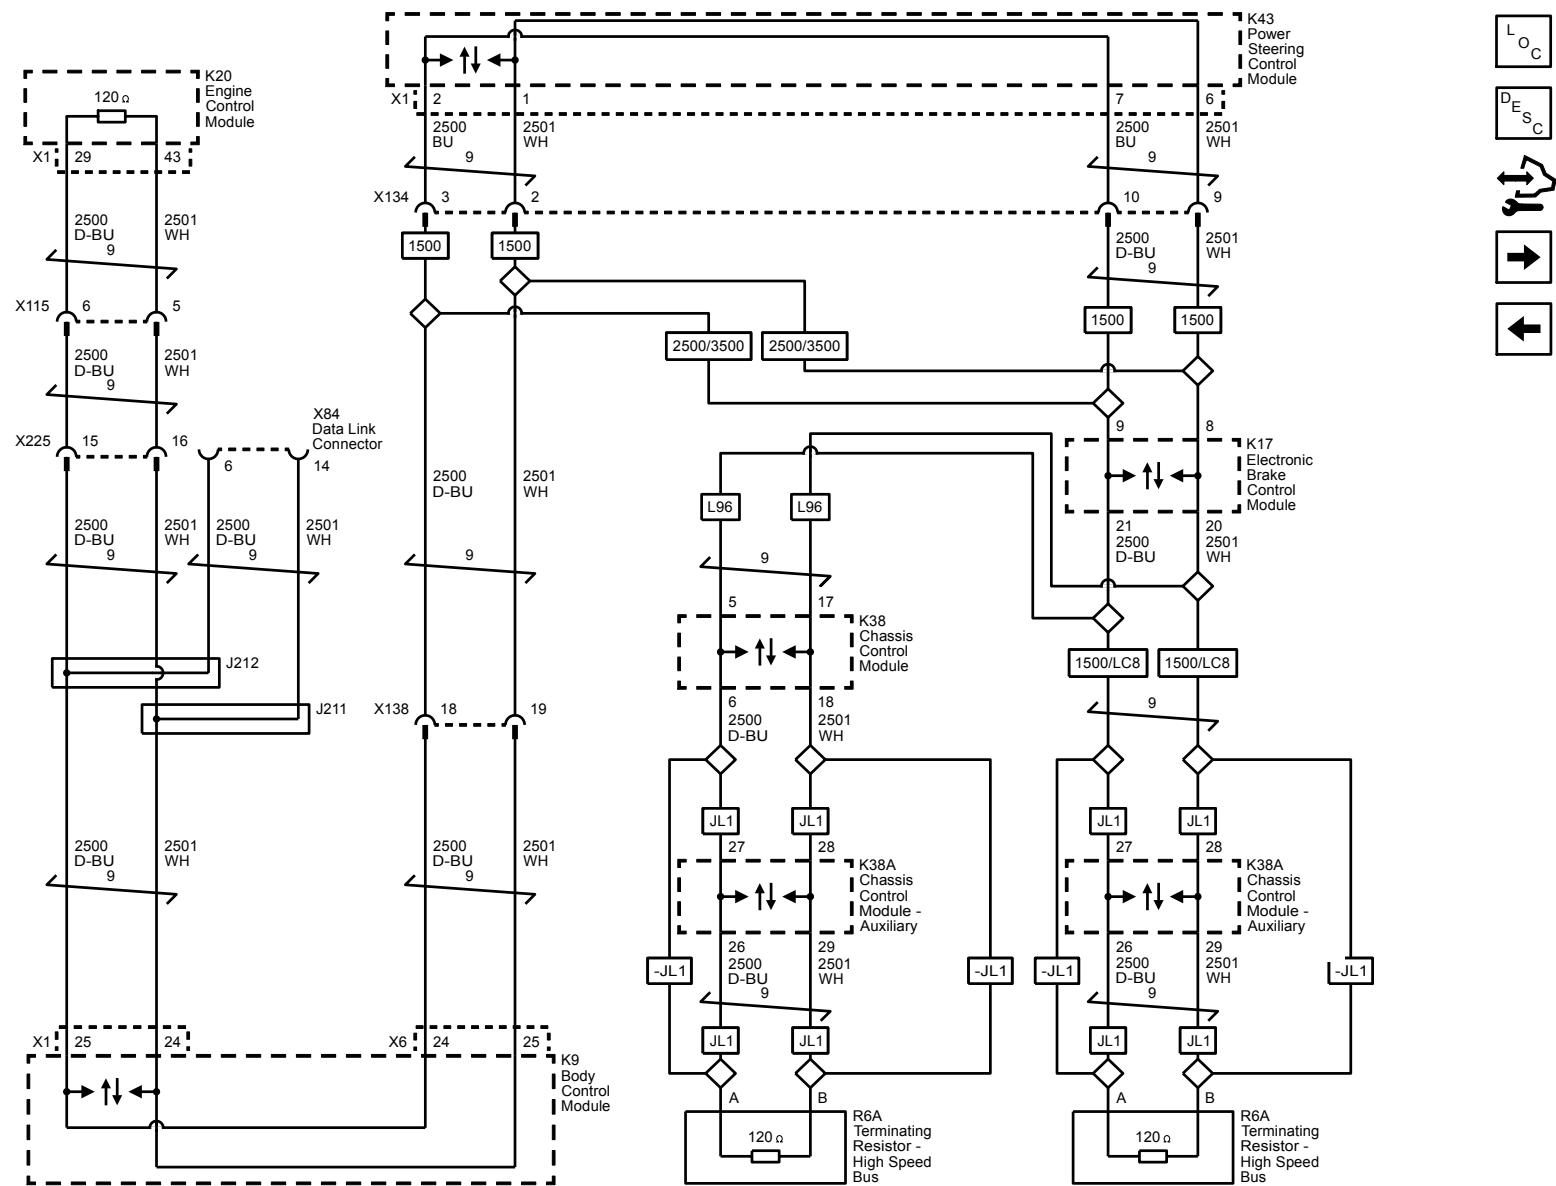 K20
Engine
Control
Module
120 Ω
X1
29
43
2500
D-BU
2501
WH
9
X115
6
5
2500
D-BU
2501
WH
9
X225
15
16
X84
Data Link
Connector
6
14
2500
D-BU
2501
WH
2500
D-BU
2501
WH
9
9
J212
J211
2500
D-BU
2501
WH
9
X1
25
24
K43
Power
Steering
Control
Module
X1
2
1
7
6
2500
BU
2501
WH
9
2500
BU
2501
WH
9
X134
3
2
10
9
1500
1500
2500
D-BU
2501
WH
9
1500
1500
2500/3500
2500/3500
2500
D-BU
2501
WH
9
X138
18
19
2500
D-BU
2501
WH
9
X6
24
25
K9
Body
Control
Module
9
8
K17
Electronic
Brake
Control
Module
21
2500
D-BU
20
2501
WH
L96
L96
9
5
17
K38
Chassis
Control
Module
6
2500
D-BU
18
2501
WH
JL1
JL1
27
28
K38A
Chassis
Control
Module -
Auxiliary
26
2500
D-BU
29
2501
WH
9
-JL1
-JL1
JL1
JL1
A
B
120 Ω
R6A
Terminating
Resistor -
High Speed
Bus
1500/LC8
1500/LC8
9
JL1
JL1
27
28
K38A
Chassis
Control
Module -
Auxiliary
26
2500
D-BU
29
2501
WH
9
-JL1
-JL1
JL1
JL1
A
B
120 Ω
R6A
Terminating
Resistor -
High Speed
Bus
LOC
DESC